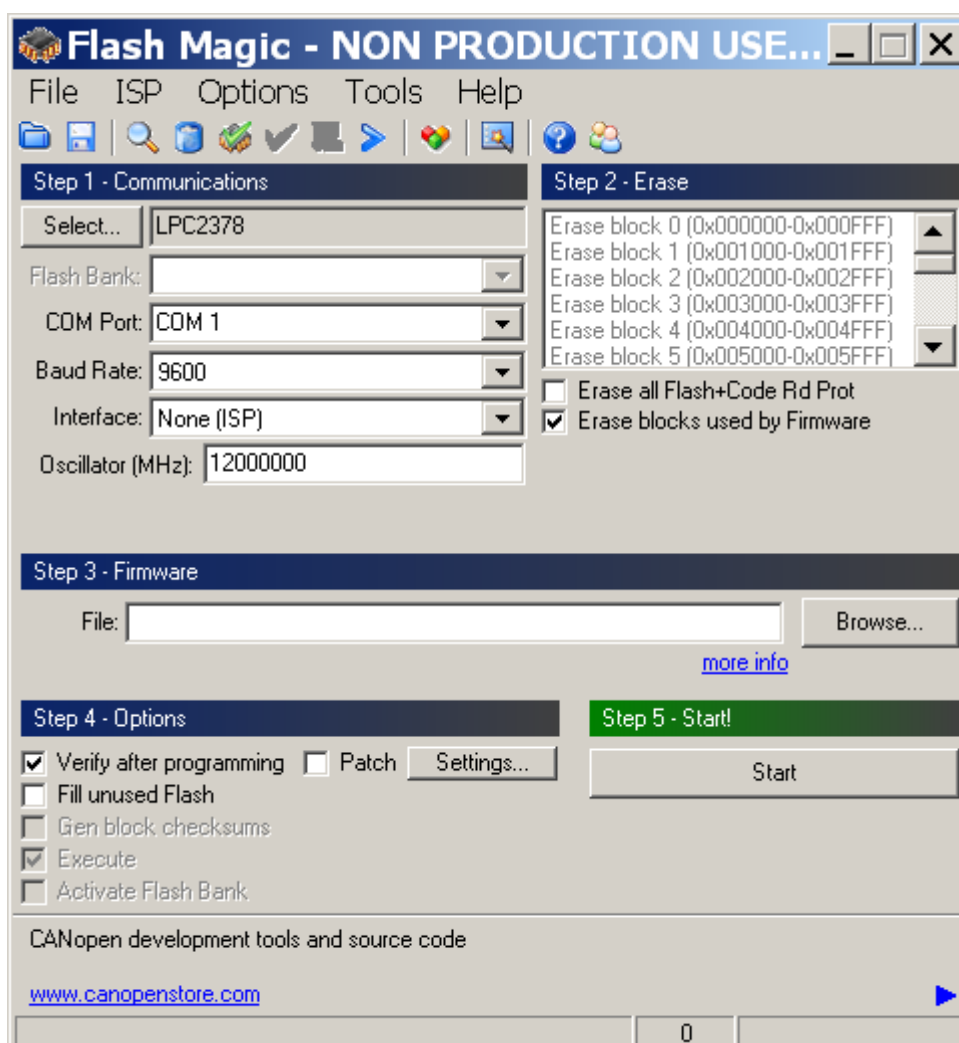 Flash Magic - NON PRODUCTION USE...
File ISP Options Tools Help
Step 1 - Communications
Select... LPC2378
Flash Bank:
COM Port: COM 1
Baud Rate: 9600
Interface: None (ISP)
Oscillator (MHz): 12000000
Step 2 - Erase
Erase block 0 (0x000000-0x000FFF)
Erase block 1 (0x001000-0x001FFF)
Erase block 2 (0x002000-0x002FFF)
Erase block 3 (0x003000-0x003FFF)
Erase block 4 (0x004000-0x004FFF)
Erase block 5 (0x005000-0x005FFF)
Erase all Flash+Code Rd Prot
Erase blocks used by Firmware
Step 3 - Firmware
File: Browse...
more info
Step 4 - Options
Verify after programming Patch Settings...
Fill unused Flash
Gen block checksums
Execute
Activate Flash Bank
Step 5 - Start!
Start
CANopen development tools and source code
www.canopenstore.com
0